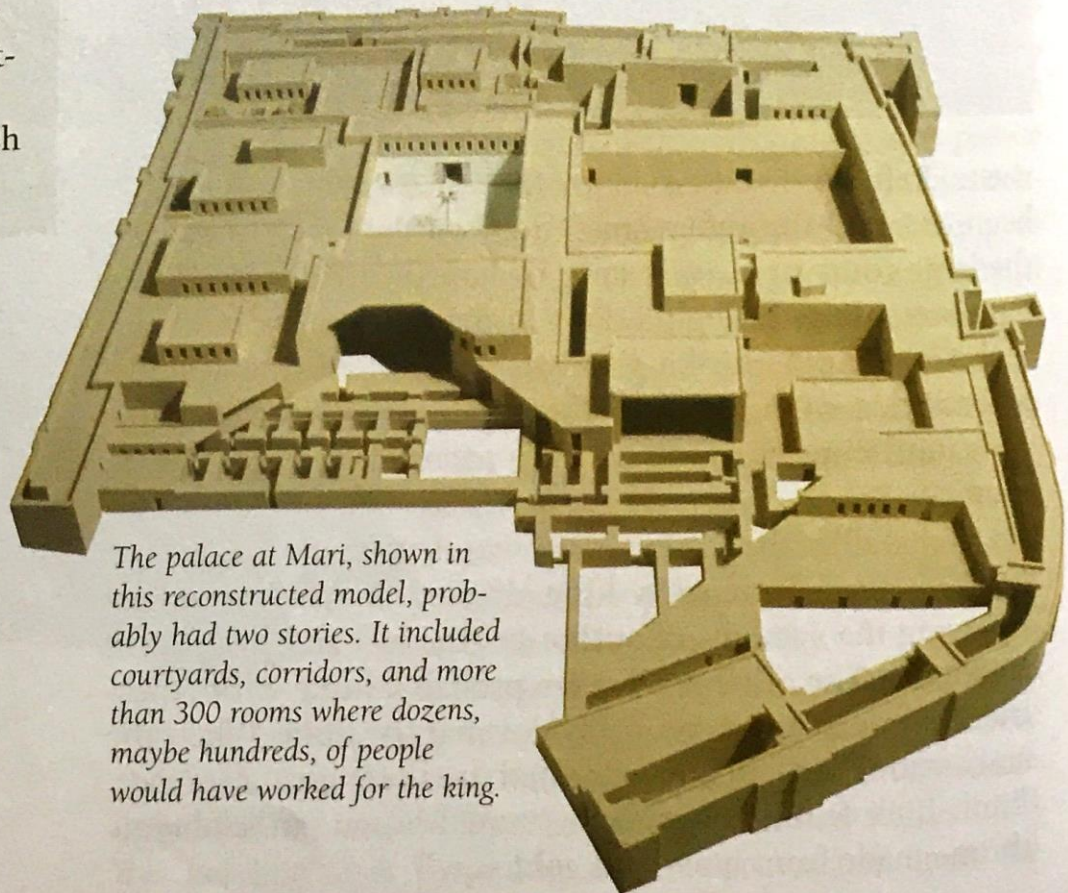 t-
h
The palace at Mari, shown in
this reconstructed model, prob-
ably had two stories. It included
courtyards, corridors, and more
than 300 rooms where dozens,
maybe hundreds, of people
would have worked for the king.